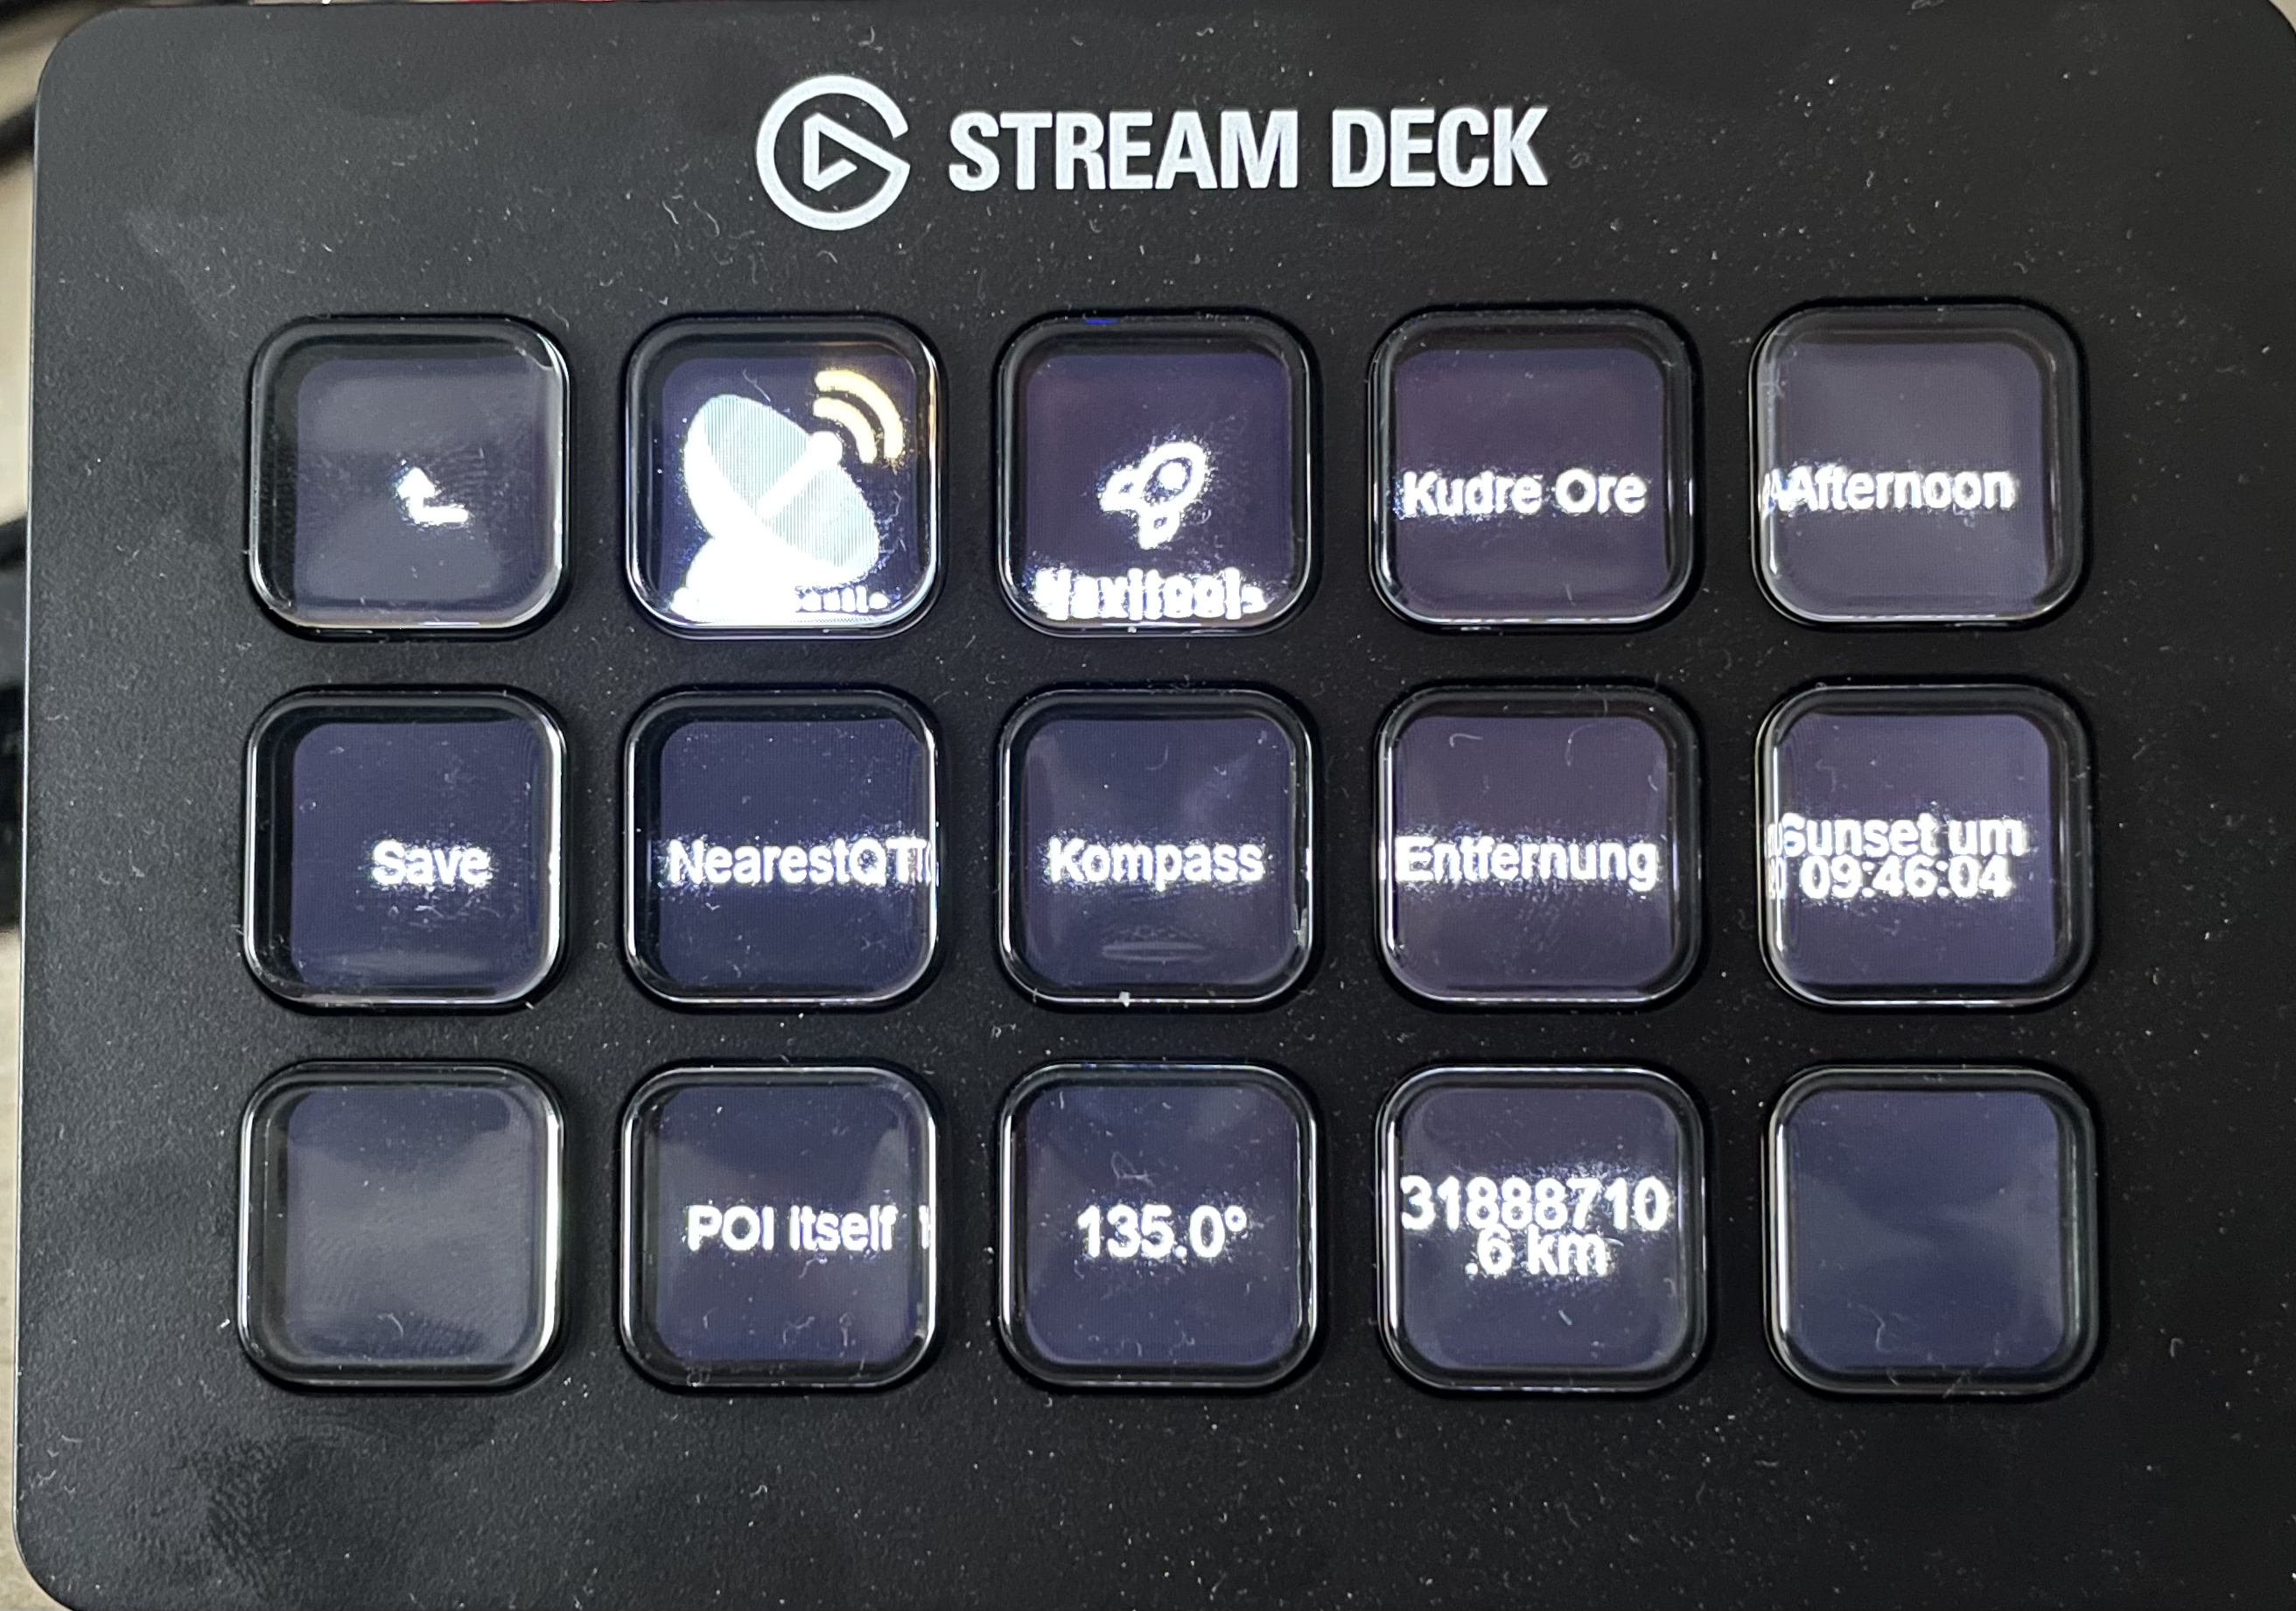 STREAM DECK
Kudre Ore
Afternoon
Save
NearestQT
Kompass
Entfernung
Sunset um
09:46:04
POI Itself
135.0°
31888710
.6 km